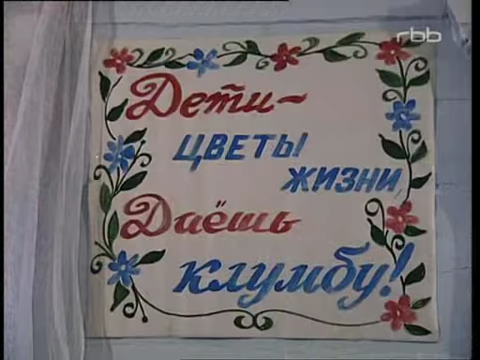 rbb
Дети-
ЦВЕТЫ
ЖИЗНИ,
Даёшь
клумбу!